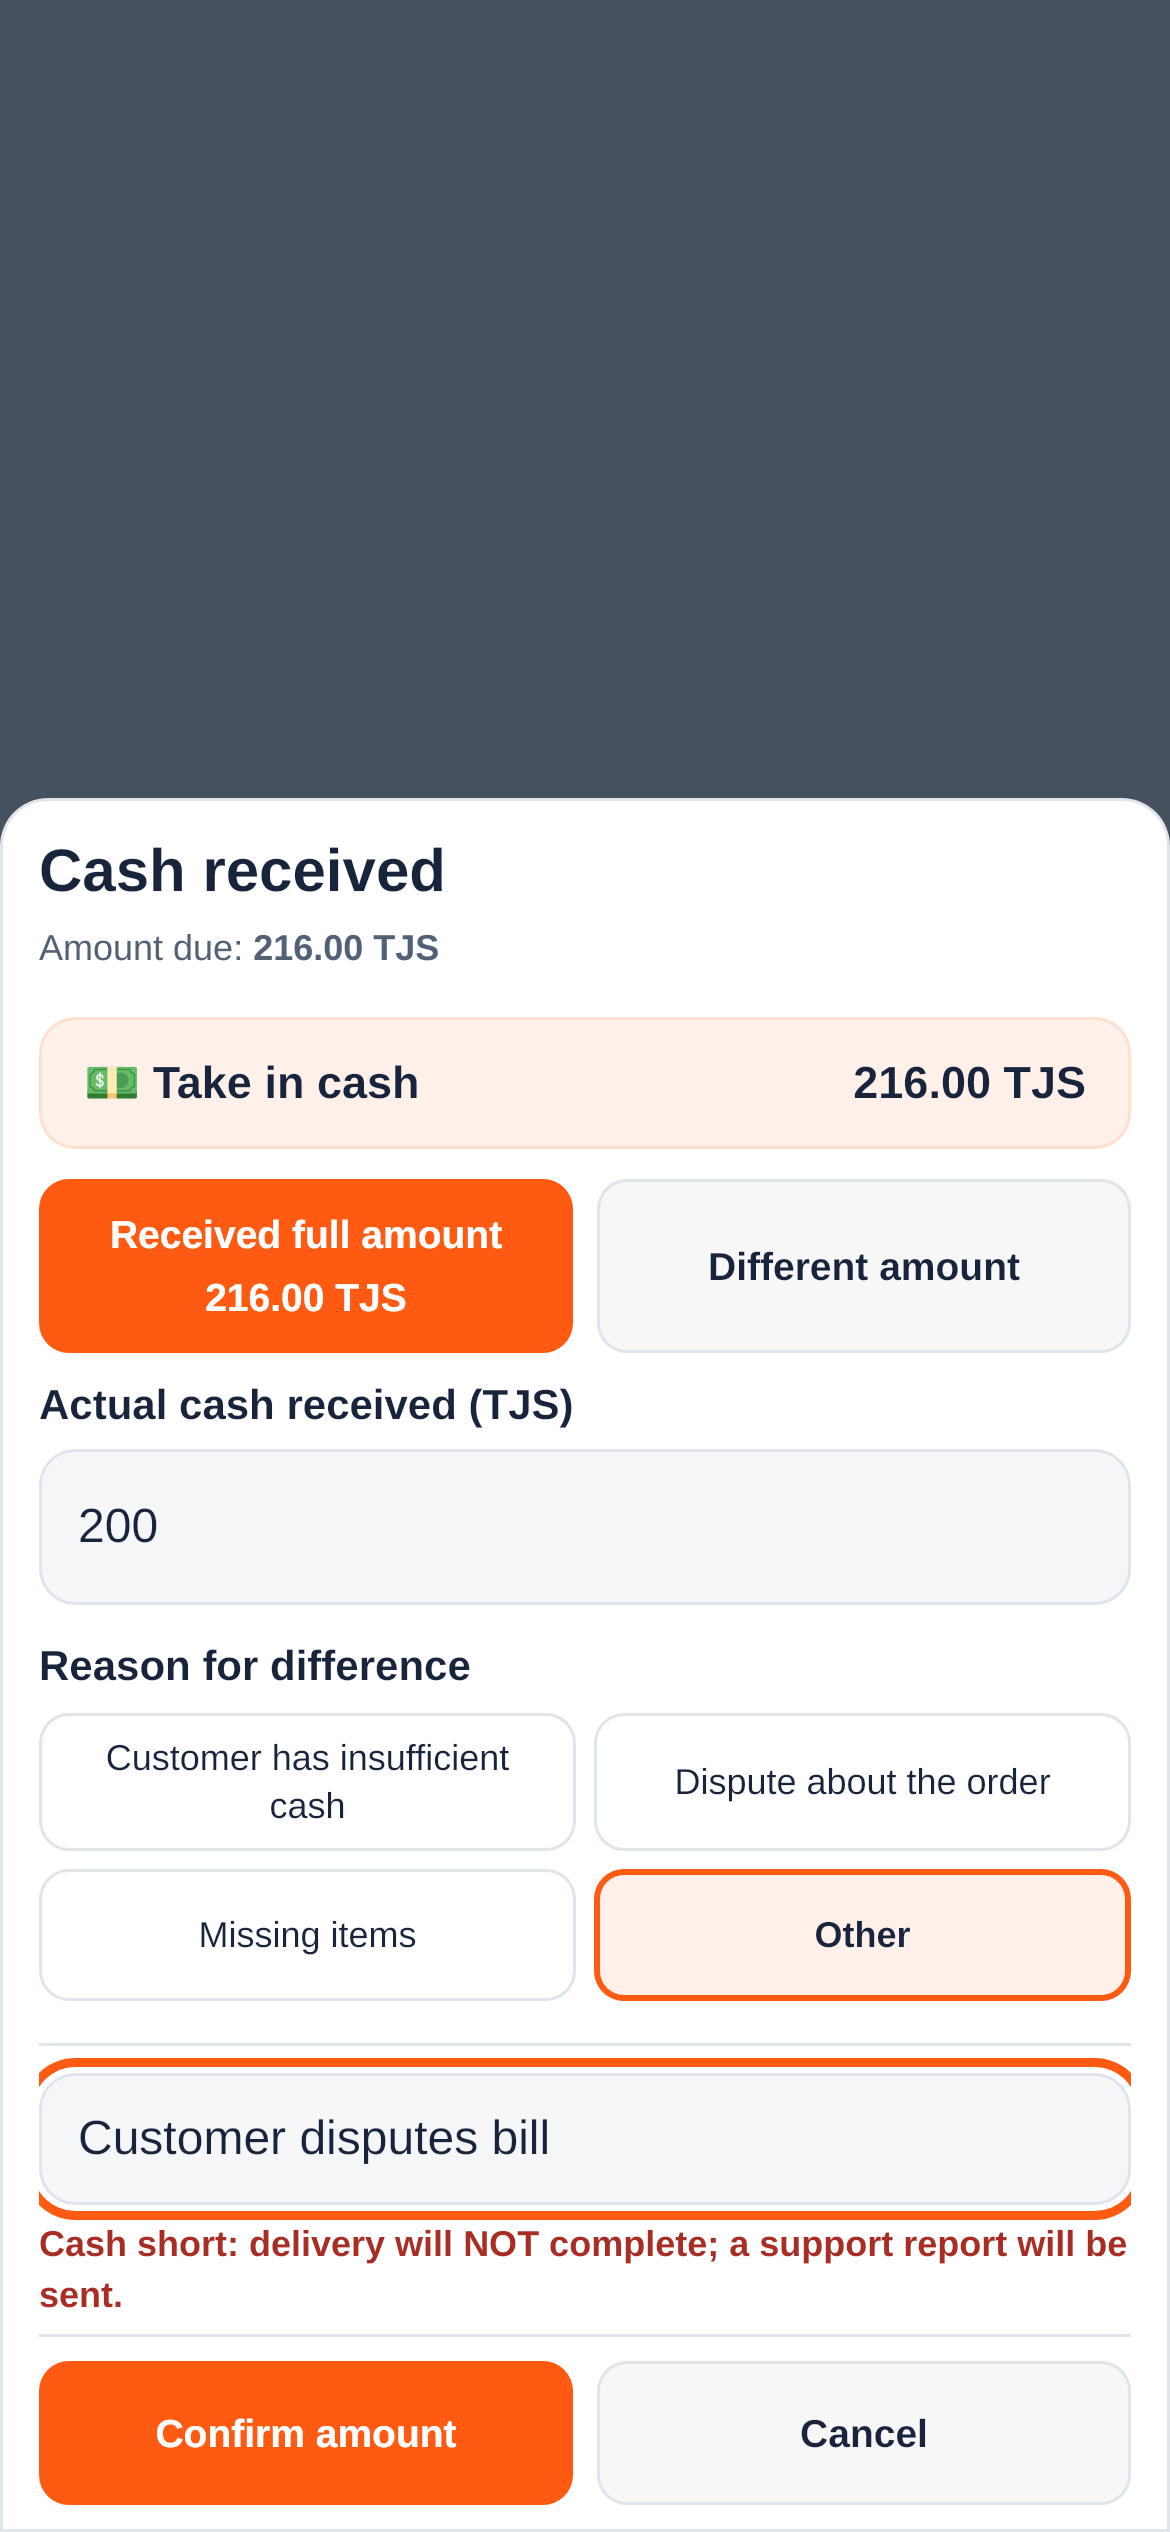 Cash received
Amount due: 216.00 TJS
Take in cash 216.00 TJS
Received full amount
216.00 TJS
Different amount
Actual cash received (TJS)
200
Reason for difference
Customer has insufficient
cash
Dispute about the order
Missing items
Other
Customer disputes bill
Cash short: delivery will NOT complete; a support report will be
sent.
Confirm amount
Cancel